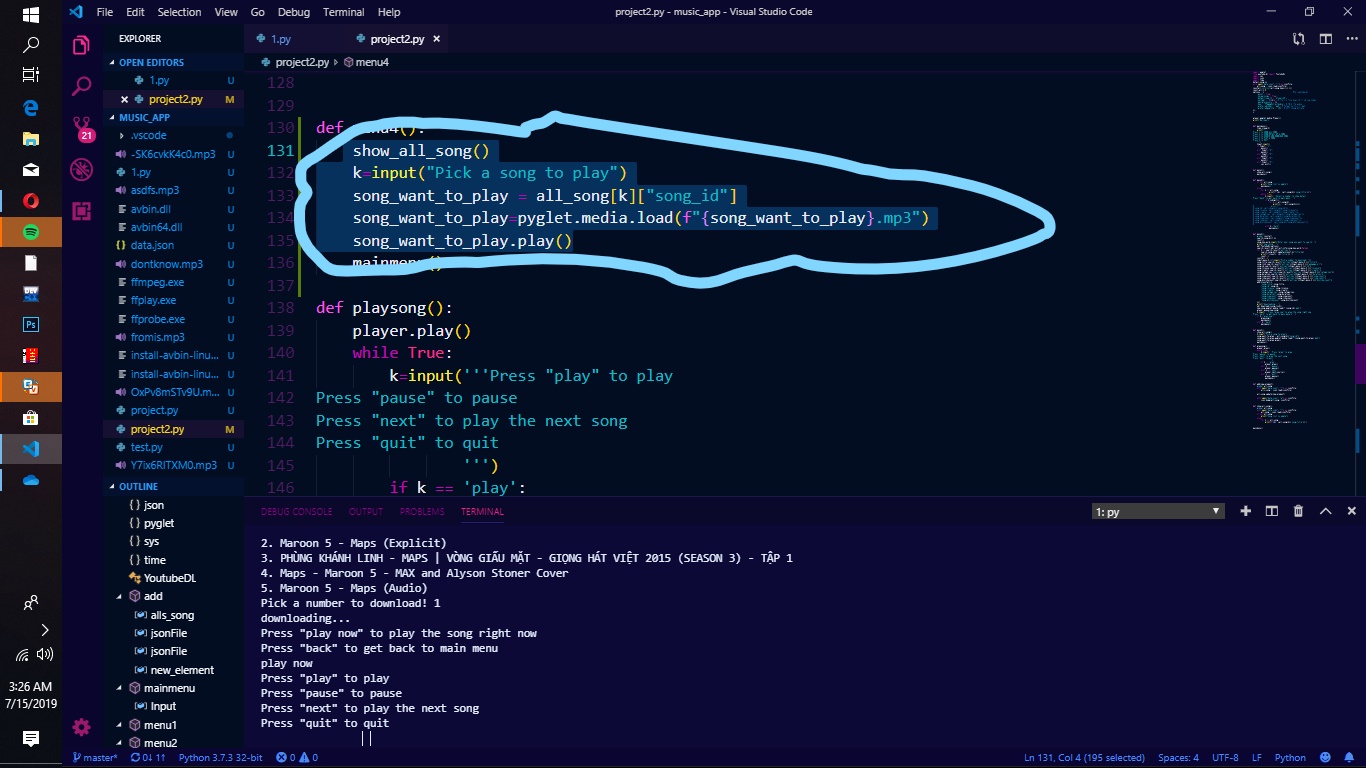 File Edit Selection View Go Debug Terminal Help
project2.py - music_app - Visual Studio Code
EXPLORER
1.py
project2.py
OPEN EDITORS
1.py U
project2.py M
MUSIC_APP
.vscode
-SK6cvkK4c0.mp3 U
1.py U
asdfs.mp3 U
avbin.dll U
avbin64.dll U
data.json U
dontknow.mp3 U
ffmpeg.exe U
ffplay.exe U
ffprobe.exe U
fromis.mp3 U
install-avbin-linu... U
install-avbin-linu... U
OxPv8mSTv9U.m... U
project.py U
project2.py M
test.py U
Y7ix6RITXM0.mp3 U
OUTLINE
json
pyglet
sys
time
YoutubeDL
add
alls_song
jsonFile
jsonFile
new_element
mainmenu
Input
menu1
menu2
21
Ps
project2.py menu4
128
129
130 def
131 show_all_song()
132 k=input("Pick a song to play")
133 song_want_to_play = all_song[k]["song_id"]
134 song_want_to_play=pyglet.media.load(f"{song_want_to_play}.mp3")
135 song_want_to_play.play()
136 mainmenu()
137
138 def playsong():
139 player.play()
140 while True:
141 k=input('''Press "play" to play
142 Press "pause" to pause
143 Press "next" to play the next song
144 Press "quit" to quit
145 ''')
146 if k == 'play':
DEBUG CONSOLE OUTPUT PROBLEMS TERMINAL
1: py
2. Maroon 5 - Maps (Explicit)
3. PHÙNG KHÁNH LINH - MAPS | VÒNG GIẤU MẶT - GIỌNG HÁT VIỆT 2015 (SEASON 3) - TẬP 1
4. Maps - Maroon 5 - MAX and Alyson Stoner Cover
5. Maroon 5 - Maps (Audio)
Pick a number to download! 1
downloading...
Press "play now" to play the song right now
Press "back" to get back to main menu
play now
Press "play" to play
Press "pause" to pause
Press "next" to play the next song
Press "quit" to quit
3:26 AM
7/15/2019
master* 0↓ 1↑ Python 3.7.3 32-bit 0 0
Ln 131, Col 4 (195 selected) Spaces: 4 UTF-8 LF Python